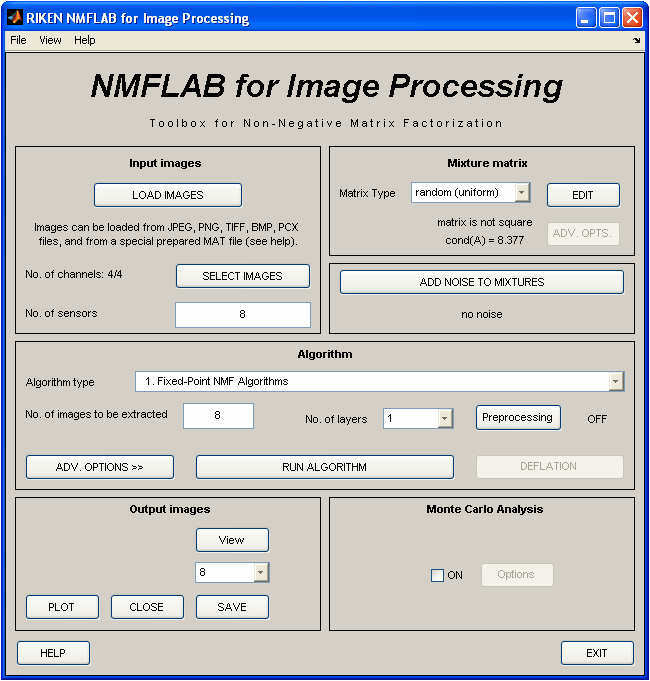 RIKEN NMFLAB for Image Processing
File View Help
NMFLAB for Image Processing
Toolbox for Non-Negative Matrix Factorization
Input images
LOAD IMAGES
Images can be loaded from JPEG, PNG, TIFF, BMP, PCX
files, and from a special prepared MAT file (see help).
No. of channels: 4/4
SELECT IMAGES
No. of sensors
8
Mixture matrix
Matrix Type
random (uniform)
EDIT
matrix is not square
cond(A) = 8.377
ADV. OPTS.
ADD NOISE TO MIXTURES
no noise
Algorithm
Algorithm type
1. Fixed-Point NMF Algorithms
No. of images to be extracted
8
No. of layers
1
Preprocessing
OFF
ADV. OPTIONS >>
RUN ALGORITHM
DEFLATION
Output images
View
8
PLOT
CLOSE
SAVE
Monte Carlo Analysis
ON
Options
HELP
EXIT